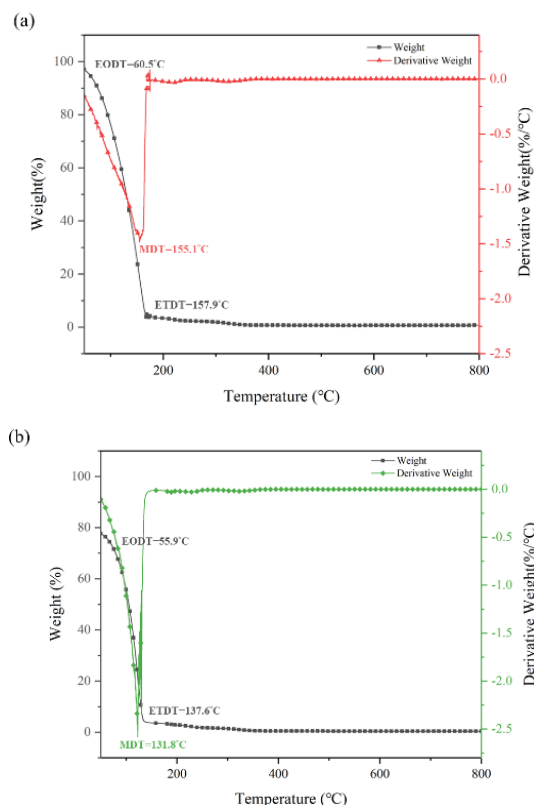 (a)
Weight
Derivative Weight
EODT=60.5°C
MDT=155.1°C
ETDT=157.9°C
100
80
60
40
20
0
0.0
-0.5
-1.0
-1.5
-2.0
-2.5
200
400
600
800
Weight(%)
Derivative Weight(%/°C)
Temperature (°C)
(b)
Weight
Derivative Weight
EODT=55.9°C
ETDT=137.6°C
MDT=131.8°C
100
80
60
40
20
0
0.0
-0.5
-1.0
-1.5
-2.0
-2.5
200
400
600
800
Weight (%)
Derivative Weight(%/°C)
Temperature (°C)